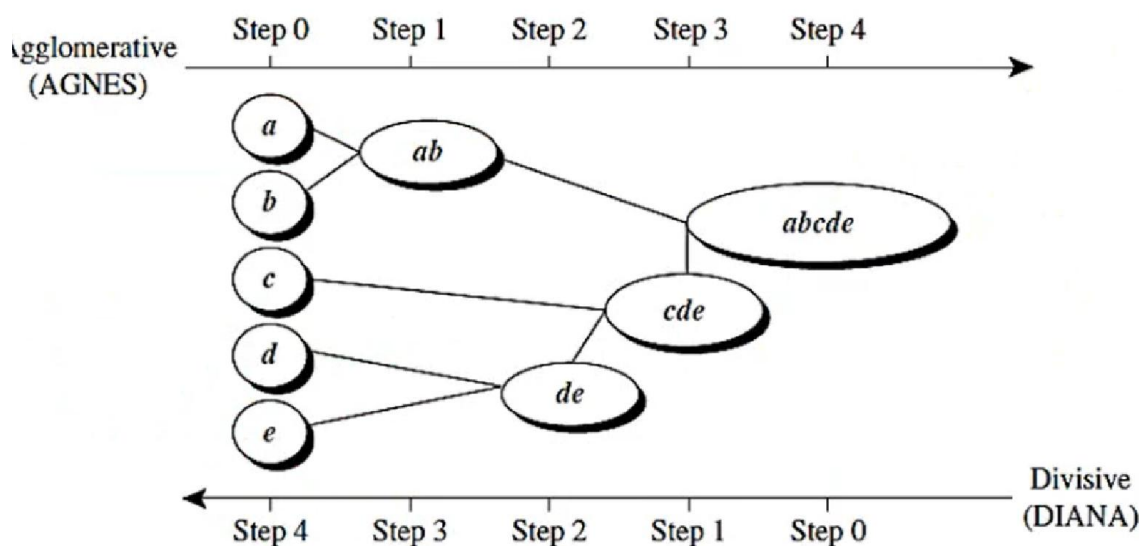 Step 0 Step 1 Step 2 Step 3 Step 4
Agglomerative
(AGNES)
a
ab
b
abcde
c
cde
d
de
e
Divisive
(DIANA)
Step 4 Step 3 Step 2 Step 1 Step 0